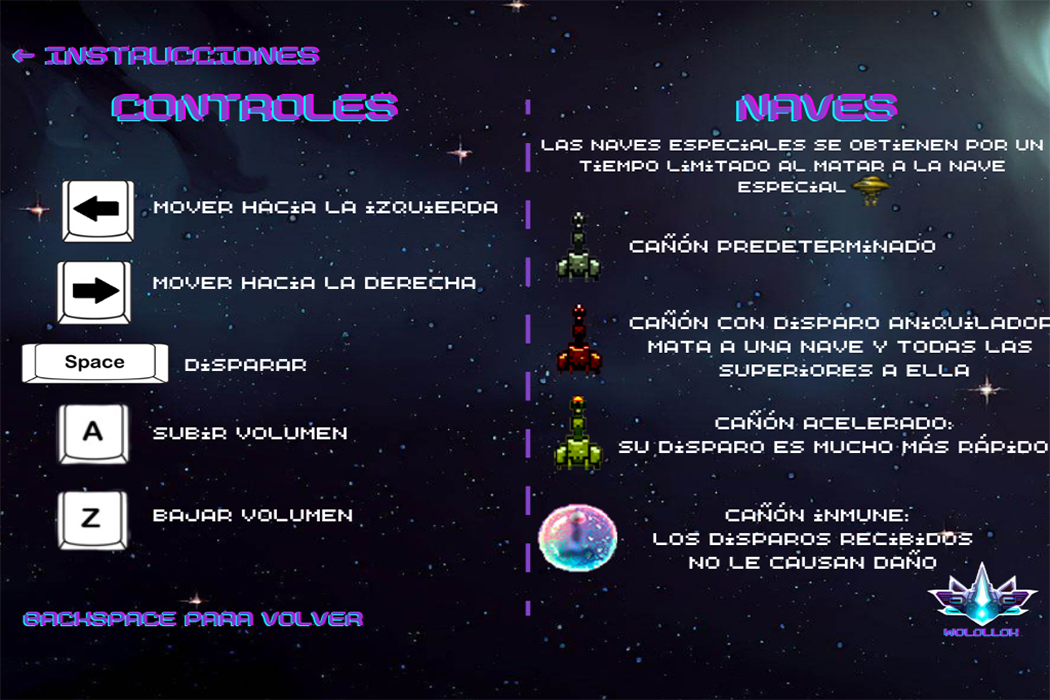 ← INSTRUCCIONES
CONTROLES
MOVER HACIA LA IZQUIERDA
MOVER HACIA LA DERECHA
Space
DISPARAR
A
SUBIR VOLUMEN
Z
BAJAR VOLUMEN
BACKSPACE PARA VOLVER
NAVES
LAS NAVES ESPECIALES SE OBTIENEN POR UN
TIEMPO LIMITADO AL MATAR A LA NAVE
ESPECIAL
CAÑÓN PREDETERMINADO
CAÑÓN CON DISPARO ANIQUILADOR
MATA A UNA NAVE Y TODAS LAS
SUPERIORES A ELLA
CAÑÓN ACELERADO:
SU DISPARO ES MUCHO MÁS RÁPIDO
CAÑÓN INMUNE:
LOS DISPAROS RECIBIDOS
NO LE CAUSAN DAÑO
WOLOLLOK